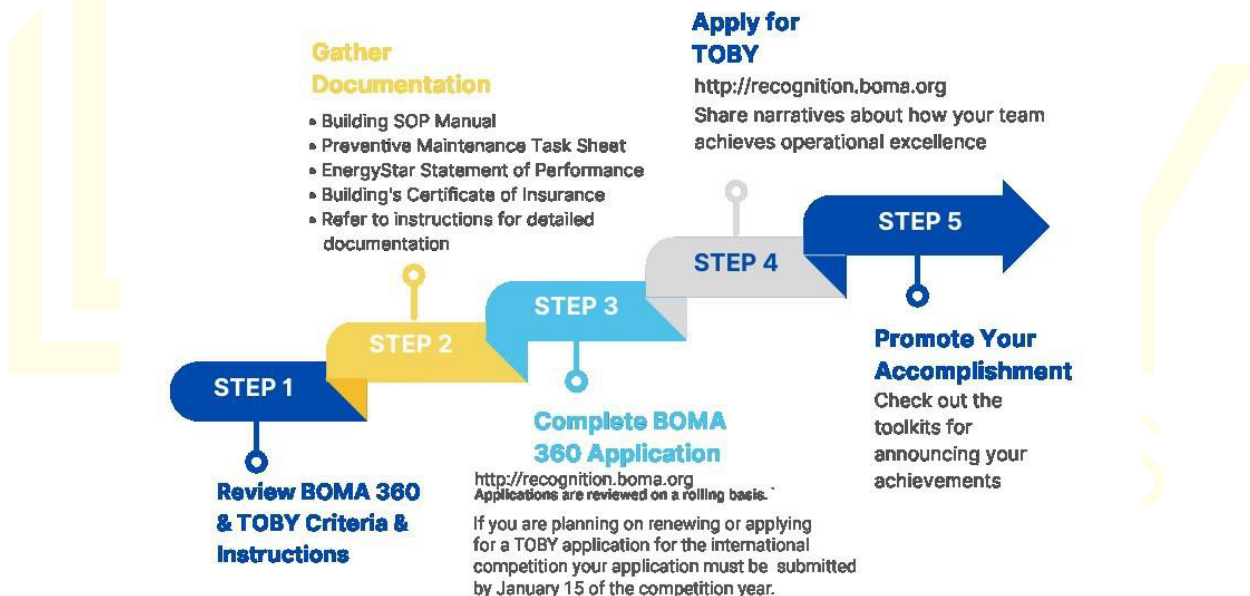 STEP 1
Review BOMA 360
& TOBY Criteria &
Instructions
STEP 2
Gather
Documentation
• Building SOP Manual
• Preventive Maintenance Task Sheet
• EnergyStar Statement of Performance
• Building's Certificate of Insurance
• Refer to instructions for detailed
documentation
STEP 3
Complete BOMA
360 Application
http://recognition.boma.org
Applications are reviewed on a rolling basis.
If you are planning on renewing or applying
for a TOBY application for the international
competition your application must be submitted
by January 15 of the competition year.
STEP 4
Apply for
TOBY
http://recognition.boma.org
Share narratives about how your team
achieves operational excellence
STEP 5
Promote Your
Accomplishment
Check out the
toolkits for
announcing your
achievements